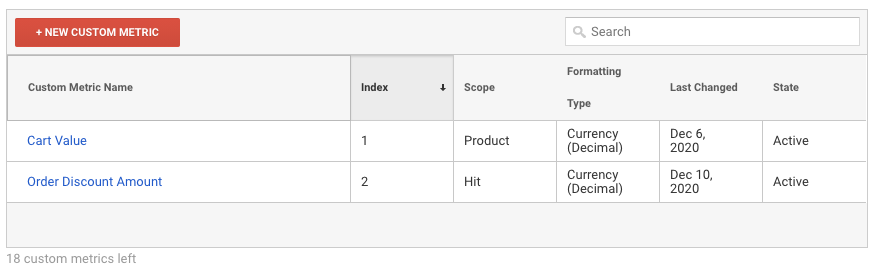 + NEW CUSTOM METRIC
Search
Custom Metric Name
Index
Scope
Formatting
Type
Last Changed
State
Cart Value
1
Product
Currency
(Decimal)
Dec 6,
2020
Active
Order Discount Amount
2
Hit
Currency
(Decimal)
Dec 10,
2020
Active
18 custom metrics left